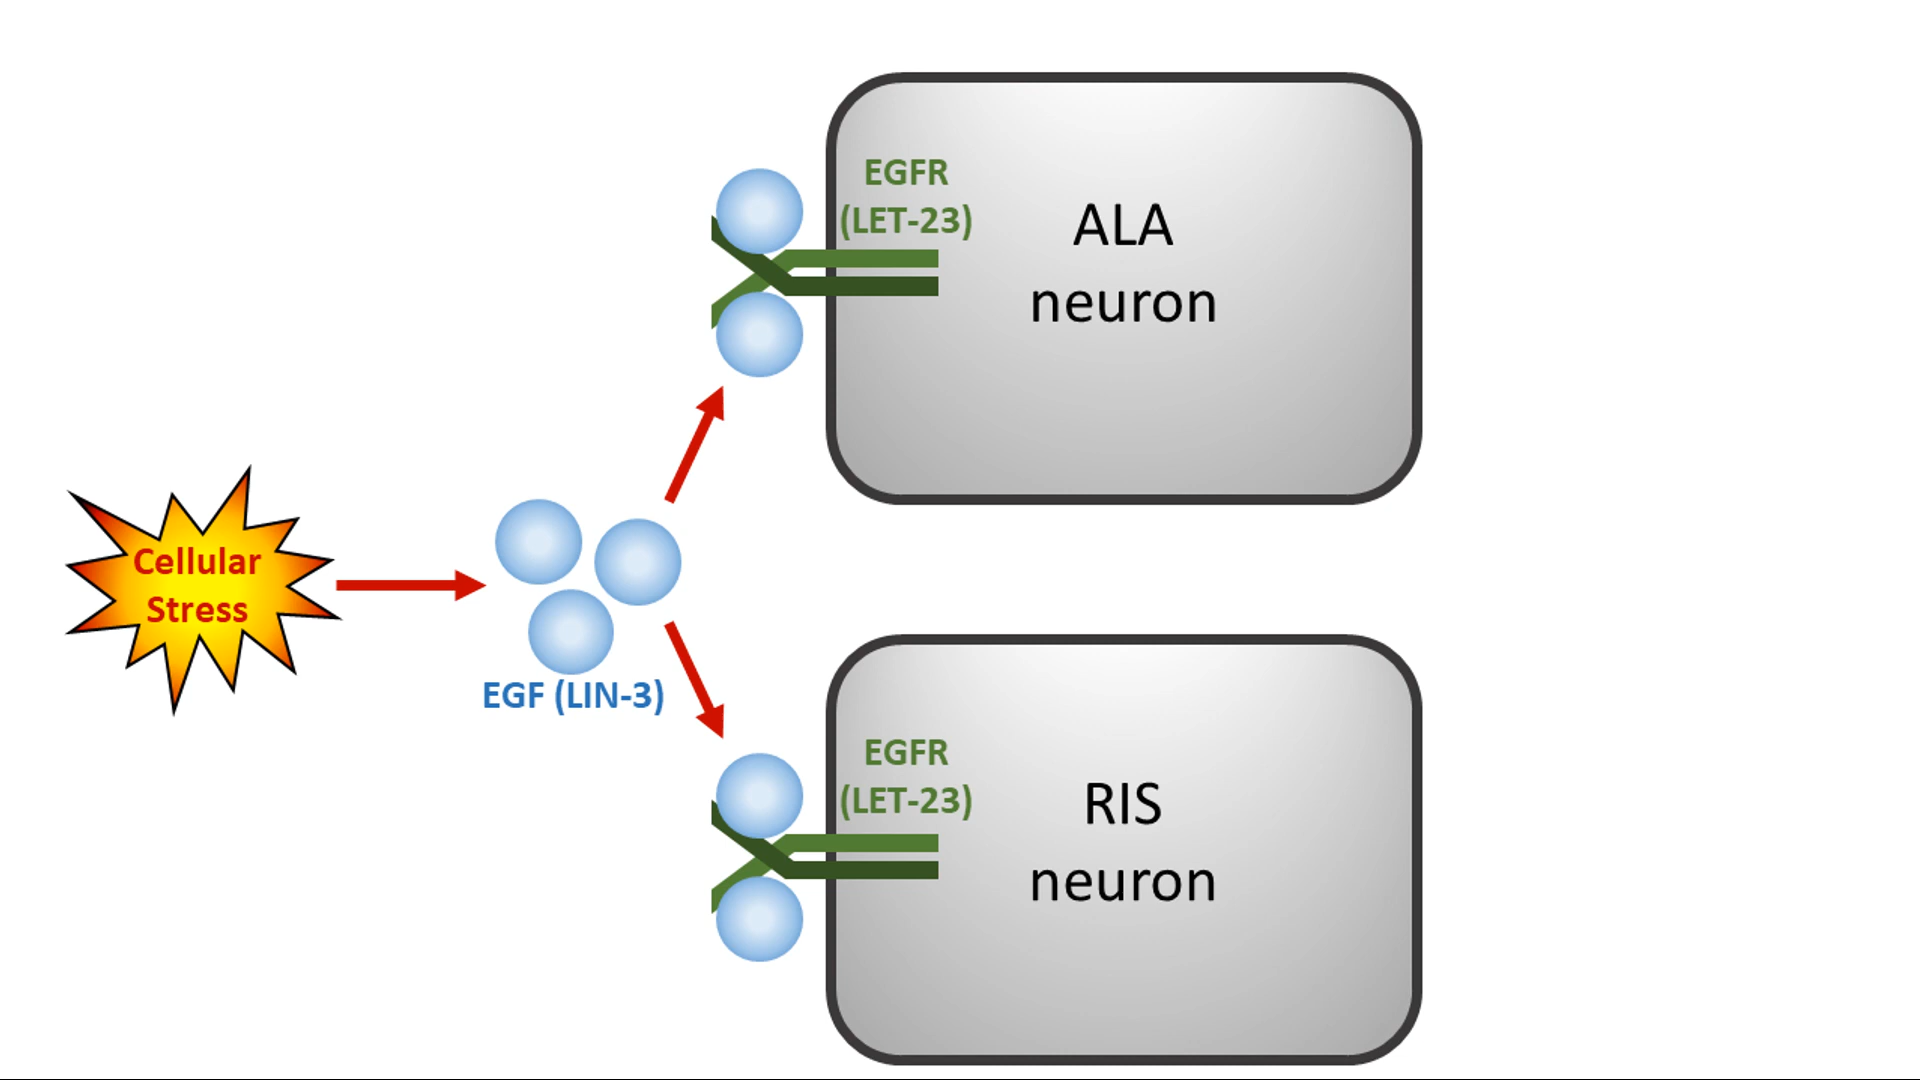 EGFR
(LET-23)
ALA
neuron
Cellular
Stress
EGF (LIN-3)
EGFR
(LET-23)
RIS
neuron